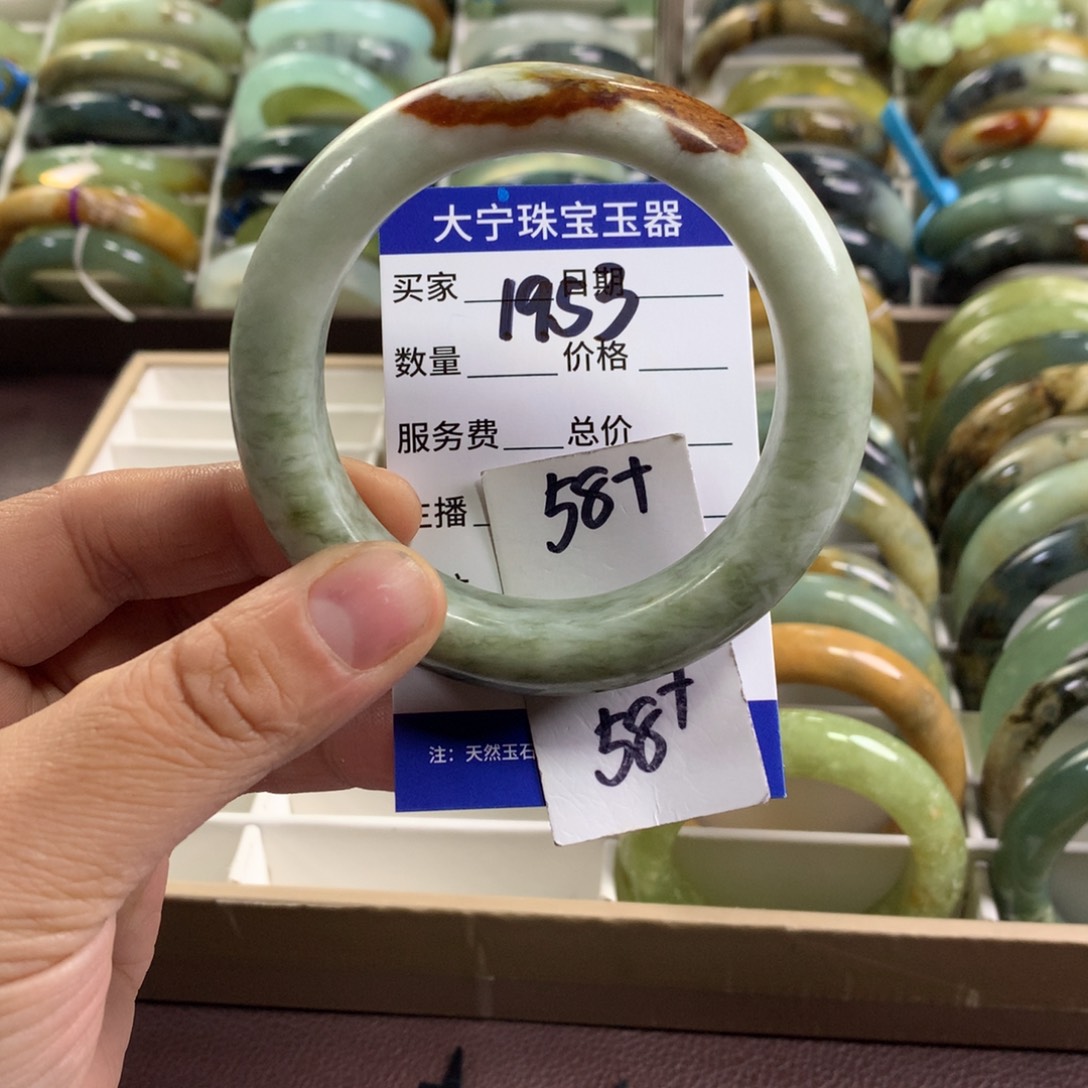 大宁珠宝玉器
买家 日期
1953
数量 价格
服务费 总价
58+
主播
58+
注：天然玉石